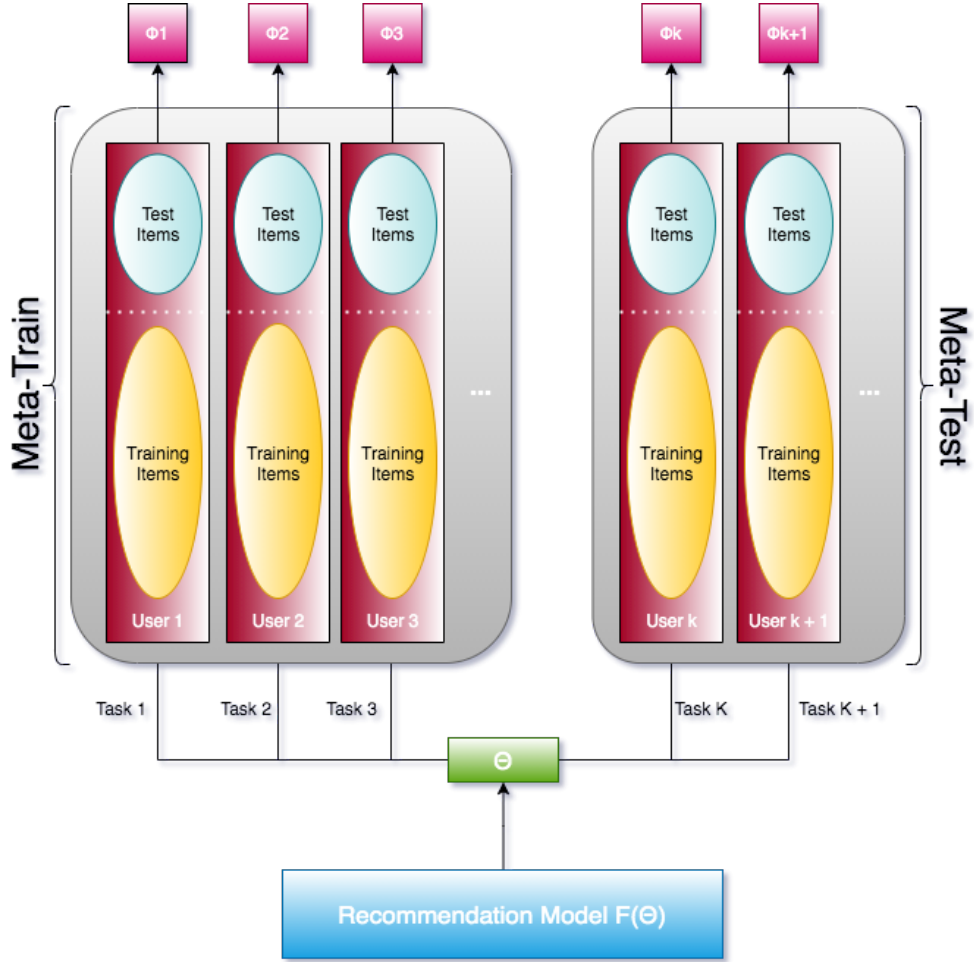 Φ1 Φ2 Φ3 Φk Φk+1
Meta-Train
Meta-Test
Test
Items
Test
Items
Test
Items
Test
Items
Test
Items
Training
Items
Training
Items
Training
Items
Training
Items
Training
Items
...
...
User 1 User 2 User 3 User k User k + 1
Task 1 Task 2 Task 3 Task K Task K + 1
Θ
Recommendation Model F(Θ)